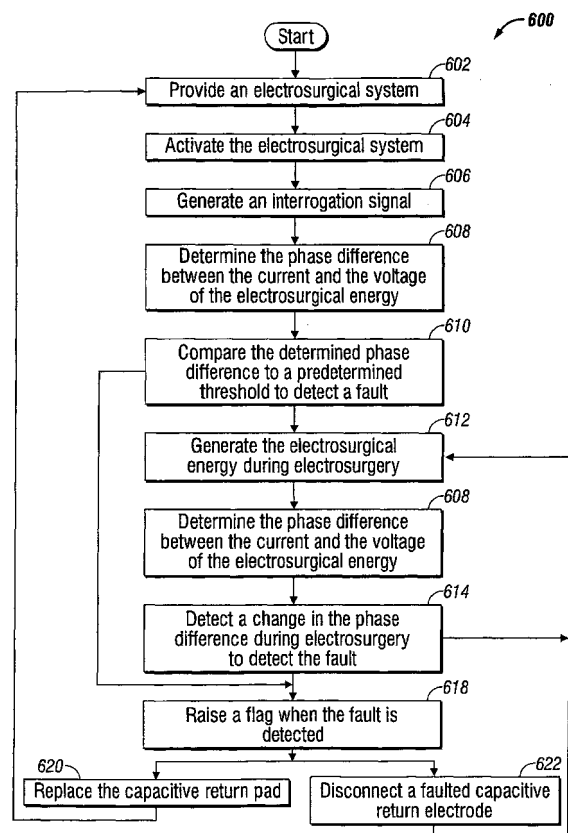 600
Start
602
Provide an electrosurgical system
604
Activate the electrosurgical system
606
Generate an interrogation signal
608
Determine the phase difference
between the current and the voltage
of the electrosurgical energy
610
Compare the determined phase
difference to a predetermined
threshold to detect a fault
612
Generate the electrosurgical
energy during electrosurgery
608
Determine the phase difference
between the current and the voltage
of the electrosurgical energy
614
Detect a change in the phase
difference during electrosurgery
to detect the fault
618
Raise a flag when the fault is
detected
620
Replace the capacitive return pad
622
Disconnect a faulted capacitive
return electrode